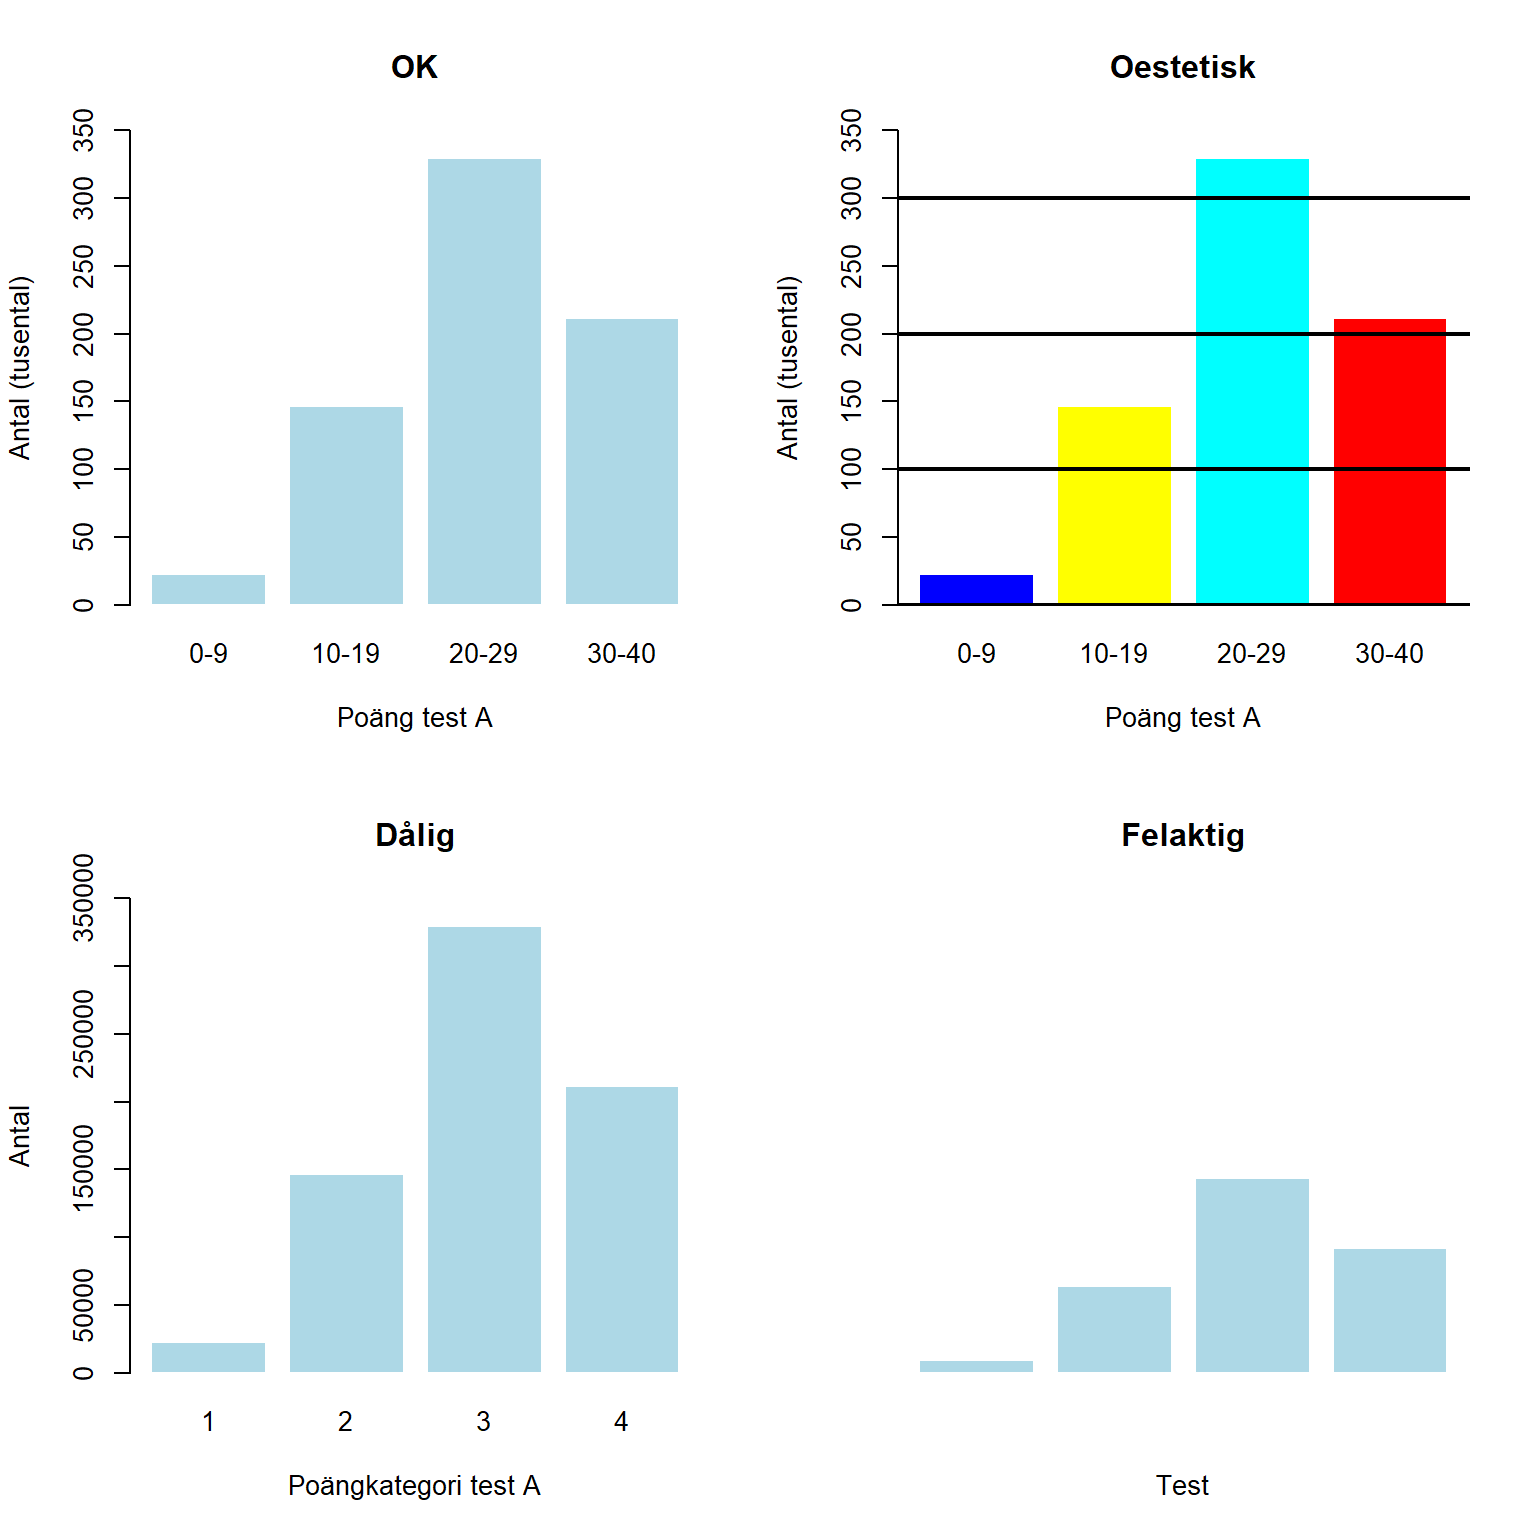 OK
Antal (tusental)
350
300
250
200
150
100
50
0
0-9 10-19 20-29 30-40
Poäng test A
Oestetisk
Antal (tusental)
350
300
250
200
150
100
50
0
0-9 10-19 20-29 30-40
Poäng test A
Dålig
Antal
350000
250000
150000
50000
0
1 2 3 4
Poängkategori test A
Felaktig
Test